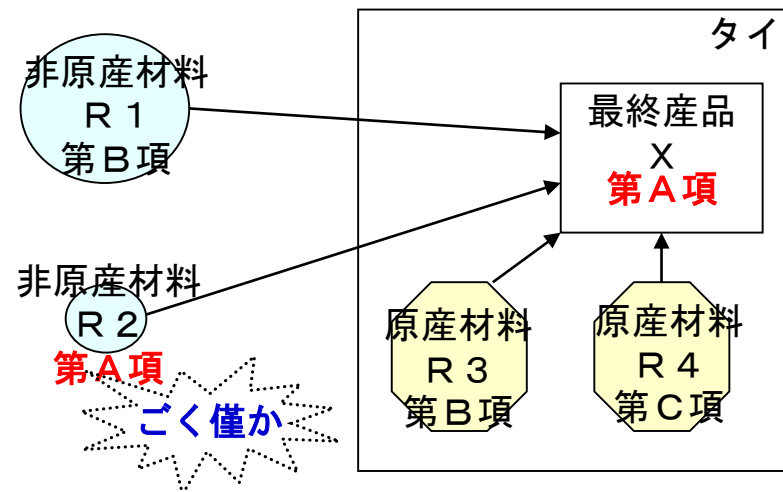 タイ
非原産材料
Ｒ１
第Ｂ項
最終産品
Ｘ
第Ａ項
非原産材料
Ｒ２
第Ａ項
ごく僅か
原産材料
Ｒ３
第Ｂ項
原産材料
Ｒ４
第Ｃ項